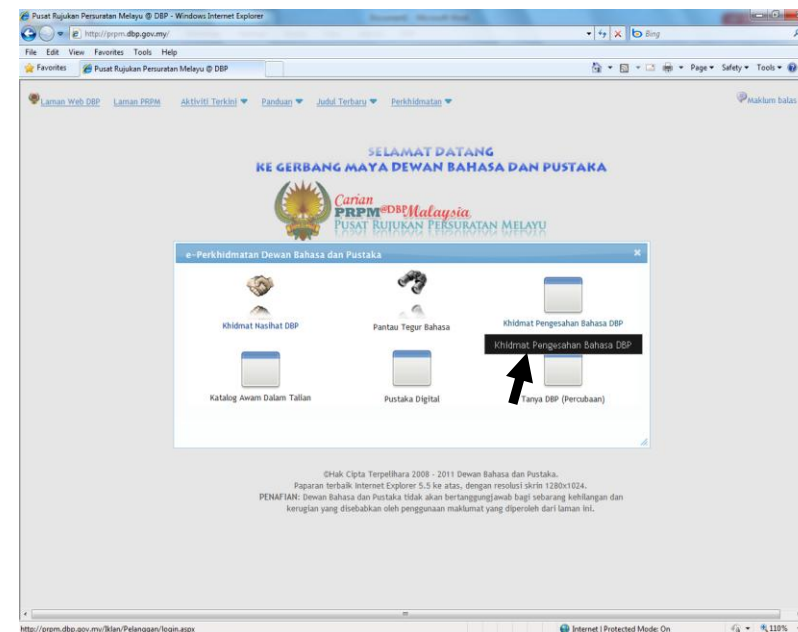 Pusat Rujukan Persuratan Melayu @ DBP - Windows Internet Explorer
http://prpm.dbp.gov.my/
Bing
File Edit View Favorites Tools Help
Favorites Pusat Rujukan Persuratan Melayu @ DBP Page Safety Tools
Laman Web DBP Laman PRPM Aktiviti Terkini Panduan Judul Terbaru Perkhidmatan Maklum balas
SELAMAT DATANG
KE GERBANG MAYA DEWAN BAHASA DAN PUSTAKA
Carian
PRPM@DBP Malaysia
PUSAT RUJUKAN PERSURATAN MELAYU
e-Perkhidmatan Dewan Bahasa dan Pustaka
Khidmat Nasihat DBP Pantau Tegur Bahasa Khidmat Pengesahan Bahasa DBP
Khidmat Pengesahan Bahasa DBP
Katalog Awam Dalam Talian Pustaka Digital Tanya DBP (Percubaan)
©Hak Cipta Terpelihara 2008 - 2011 Dewan Bahasa dan Pustaka.
Paparan terbaik Internet Explorer 5.5 ke atas, dengan resolusi skrin 1280x1024.
PENAFIAN: Dewan Bahasa dan Pustaka tidak akan bertanggungjawab bagi sebarang kehilangan dan
kerugian yang disebabkan oleh penggunaan maklumat yang diperoleh dari laman ini.
http://prpm.dbp.gov.my/Iklan/Pelanggan/login.aspx Internet | Protected Mode: On 110%